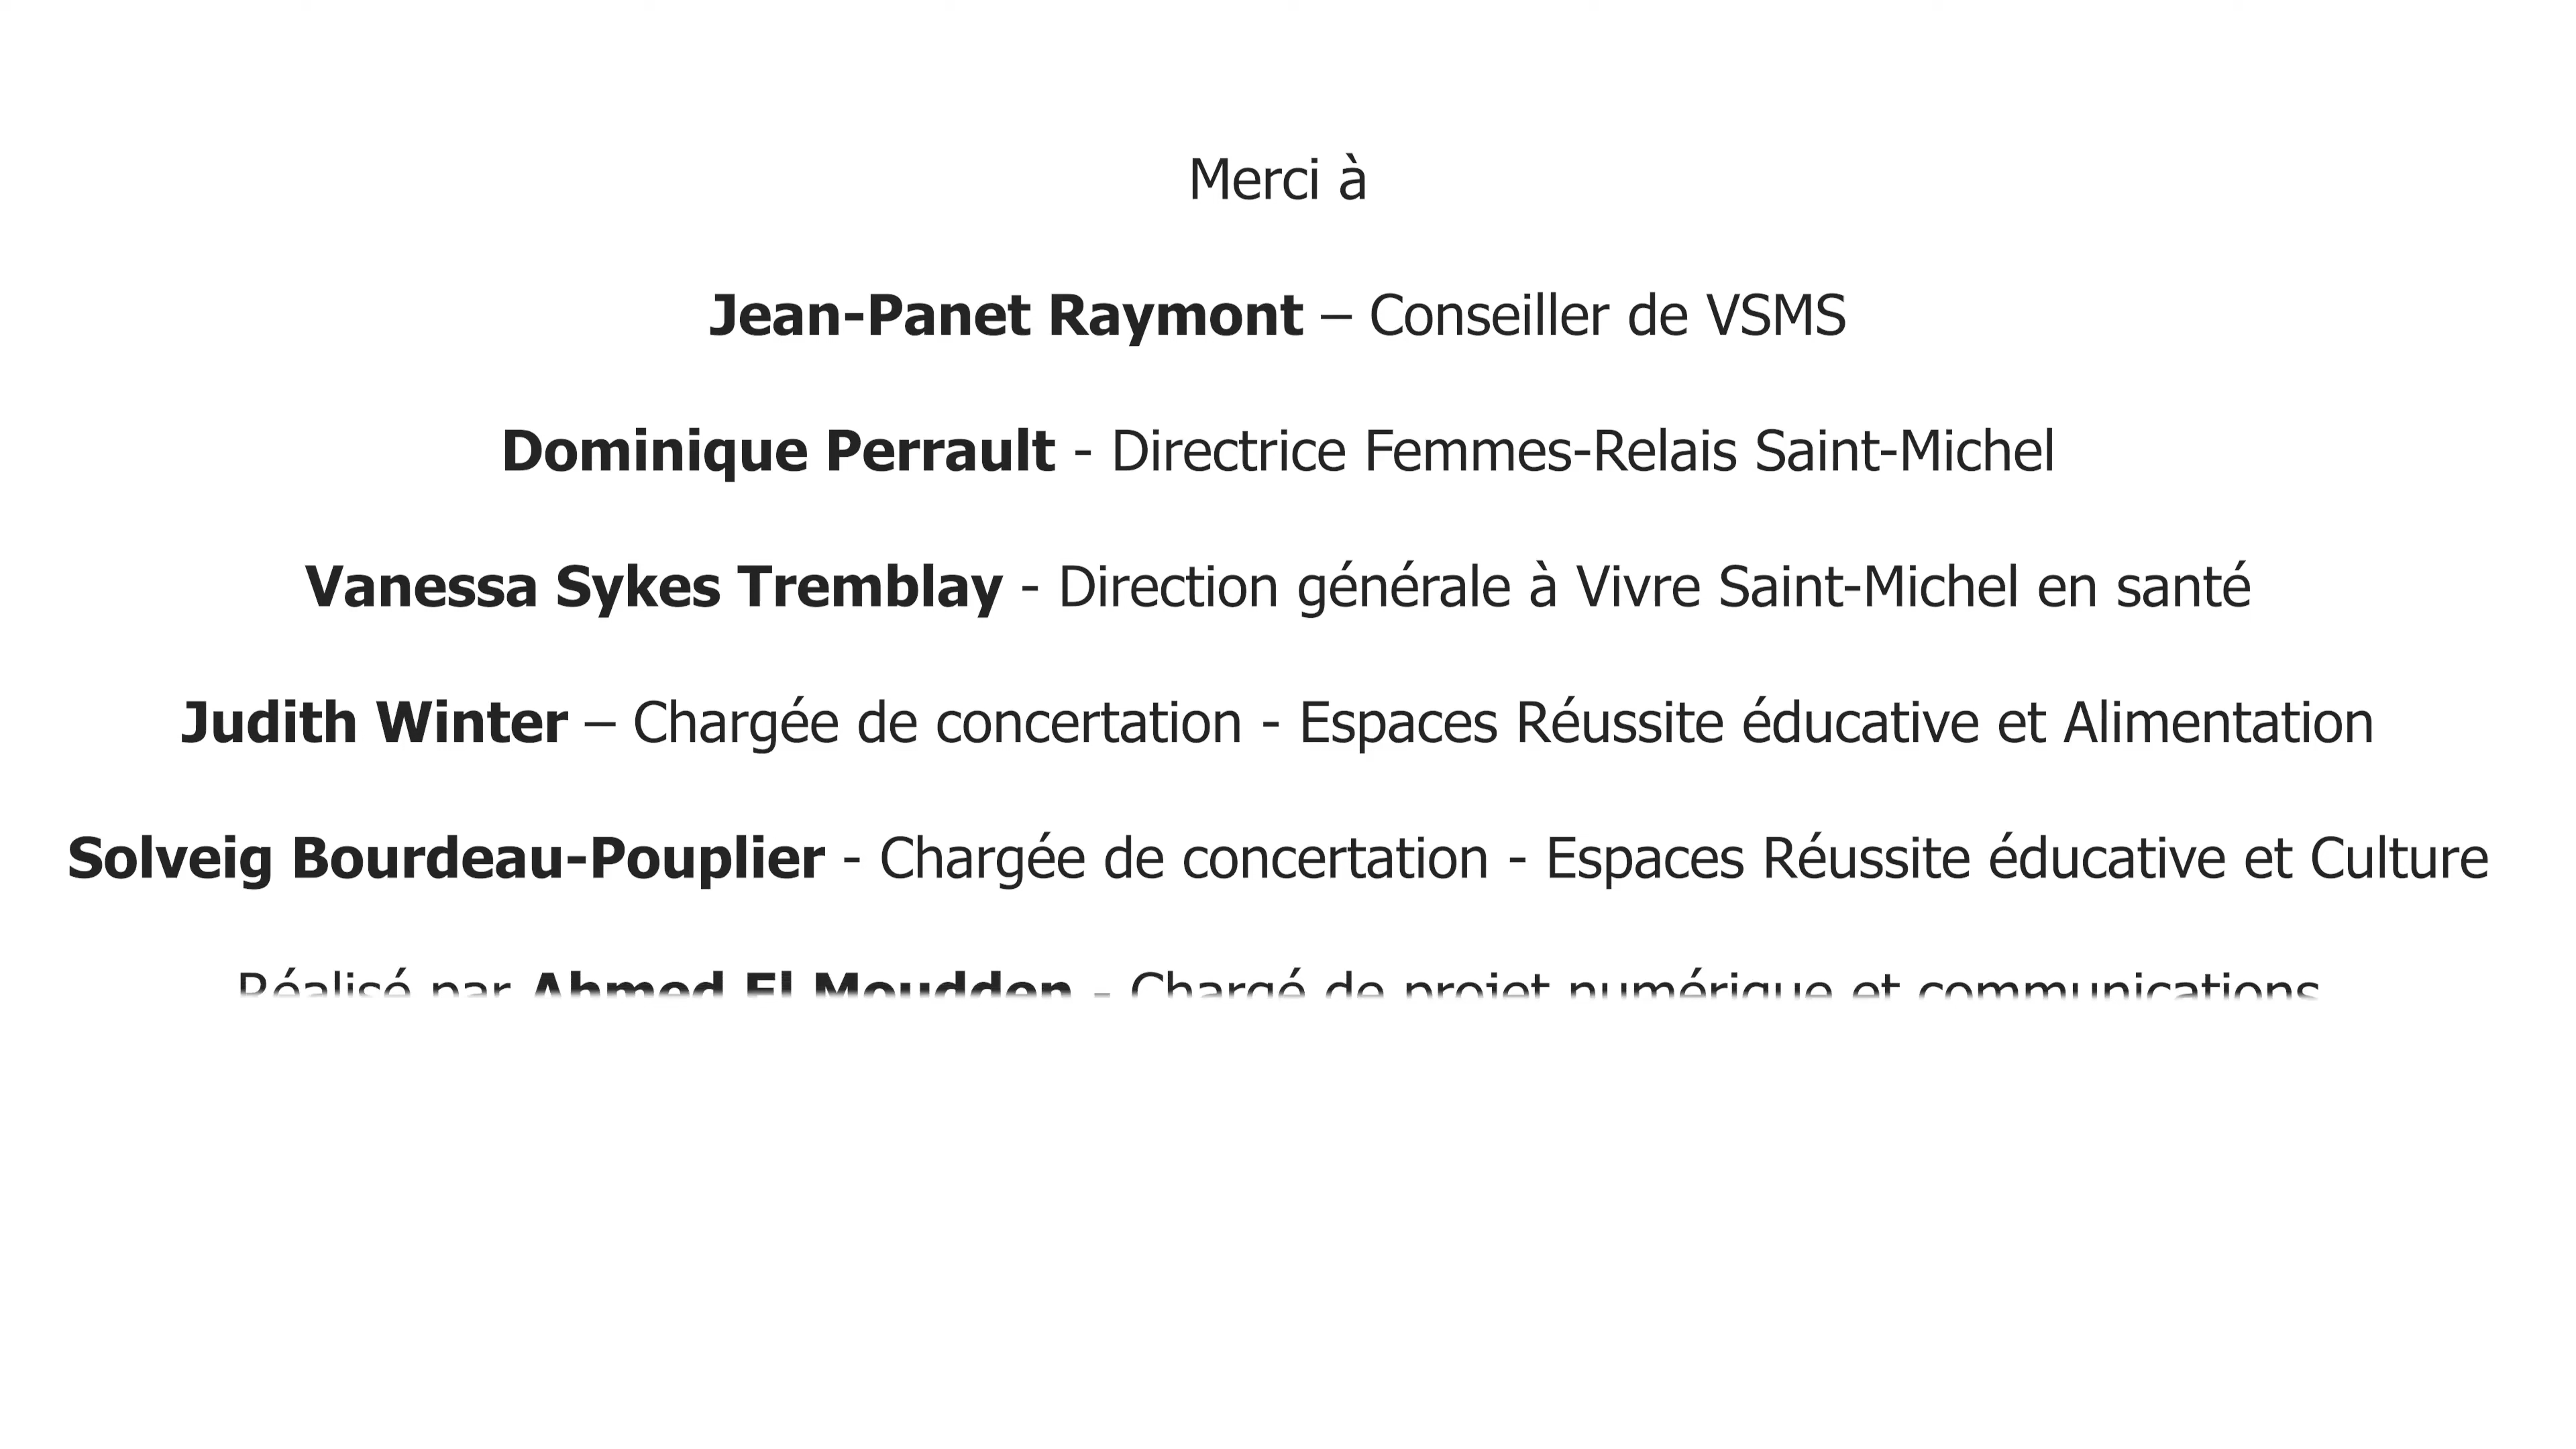 Merci à
Jean-Panet Raymont – Conseiller de VSMS
Dominique Perrault - Directrice Femmes-Relais Saint-Michel
Vanessa Sykes Tremblay - Direction générale à Vivre Saint-Michel en santé
Judith Winter – Chargée de concertation - Espaces Réussite éducative et Alimentation
Solveig Bourdeau-Pouplier - Chargée de concertation - Espaces Réussite éducative et Culture
Réalisé par Ahmed El Moudden - Chargé de projet numérique et communications